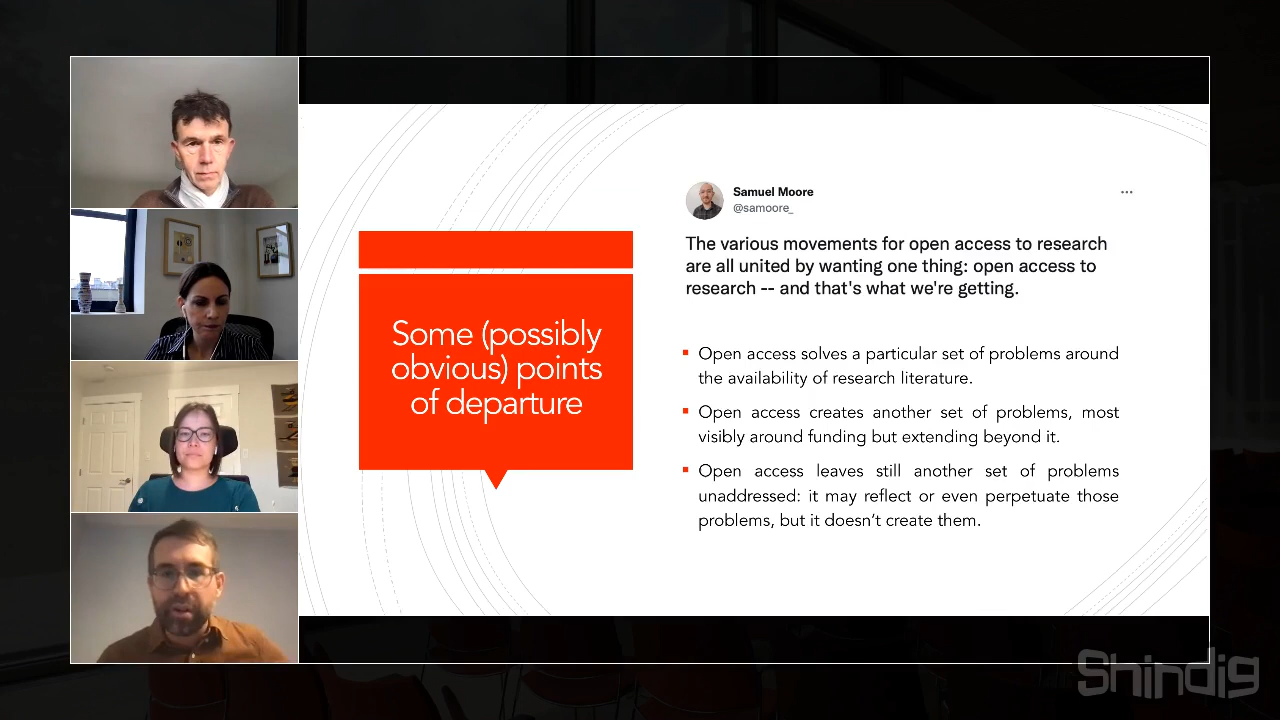 Some (possibly
obvious) points
of departure
Samuel Moore
@samoore_
The various movements for open access to research
are all united by wanting one thing: open access to
research -- and that's what we're getting.
Open access solves a particular set of problems around
the availability of research literature.
Open access creates another set of problems, most
visibly around funding but extending beyond it.
Open access leaves still another set of problems
unaddressed: it may reflect or even perpetuate those
problems, but it doesn’t create them.
Shindig